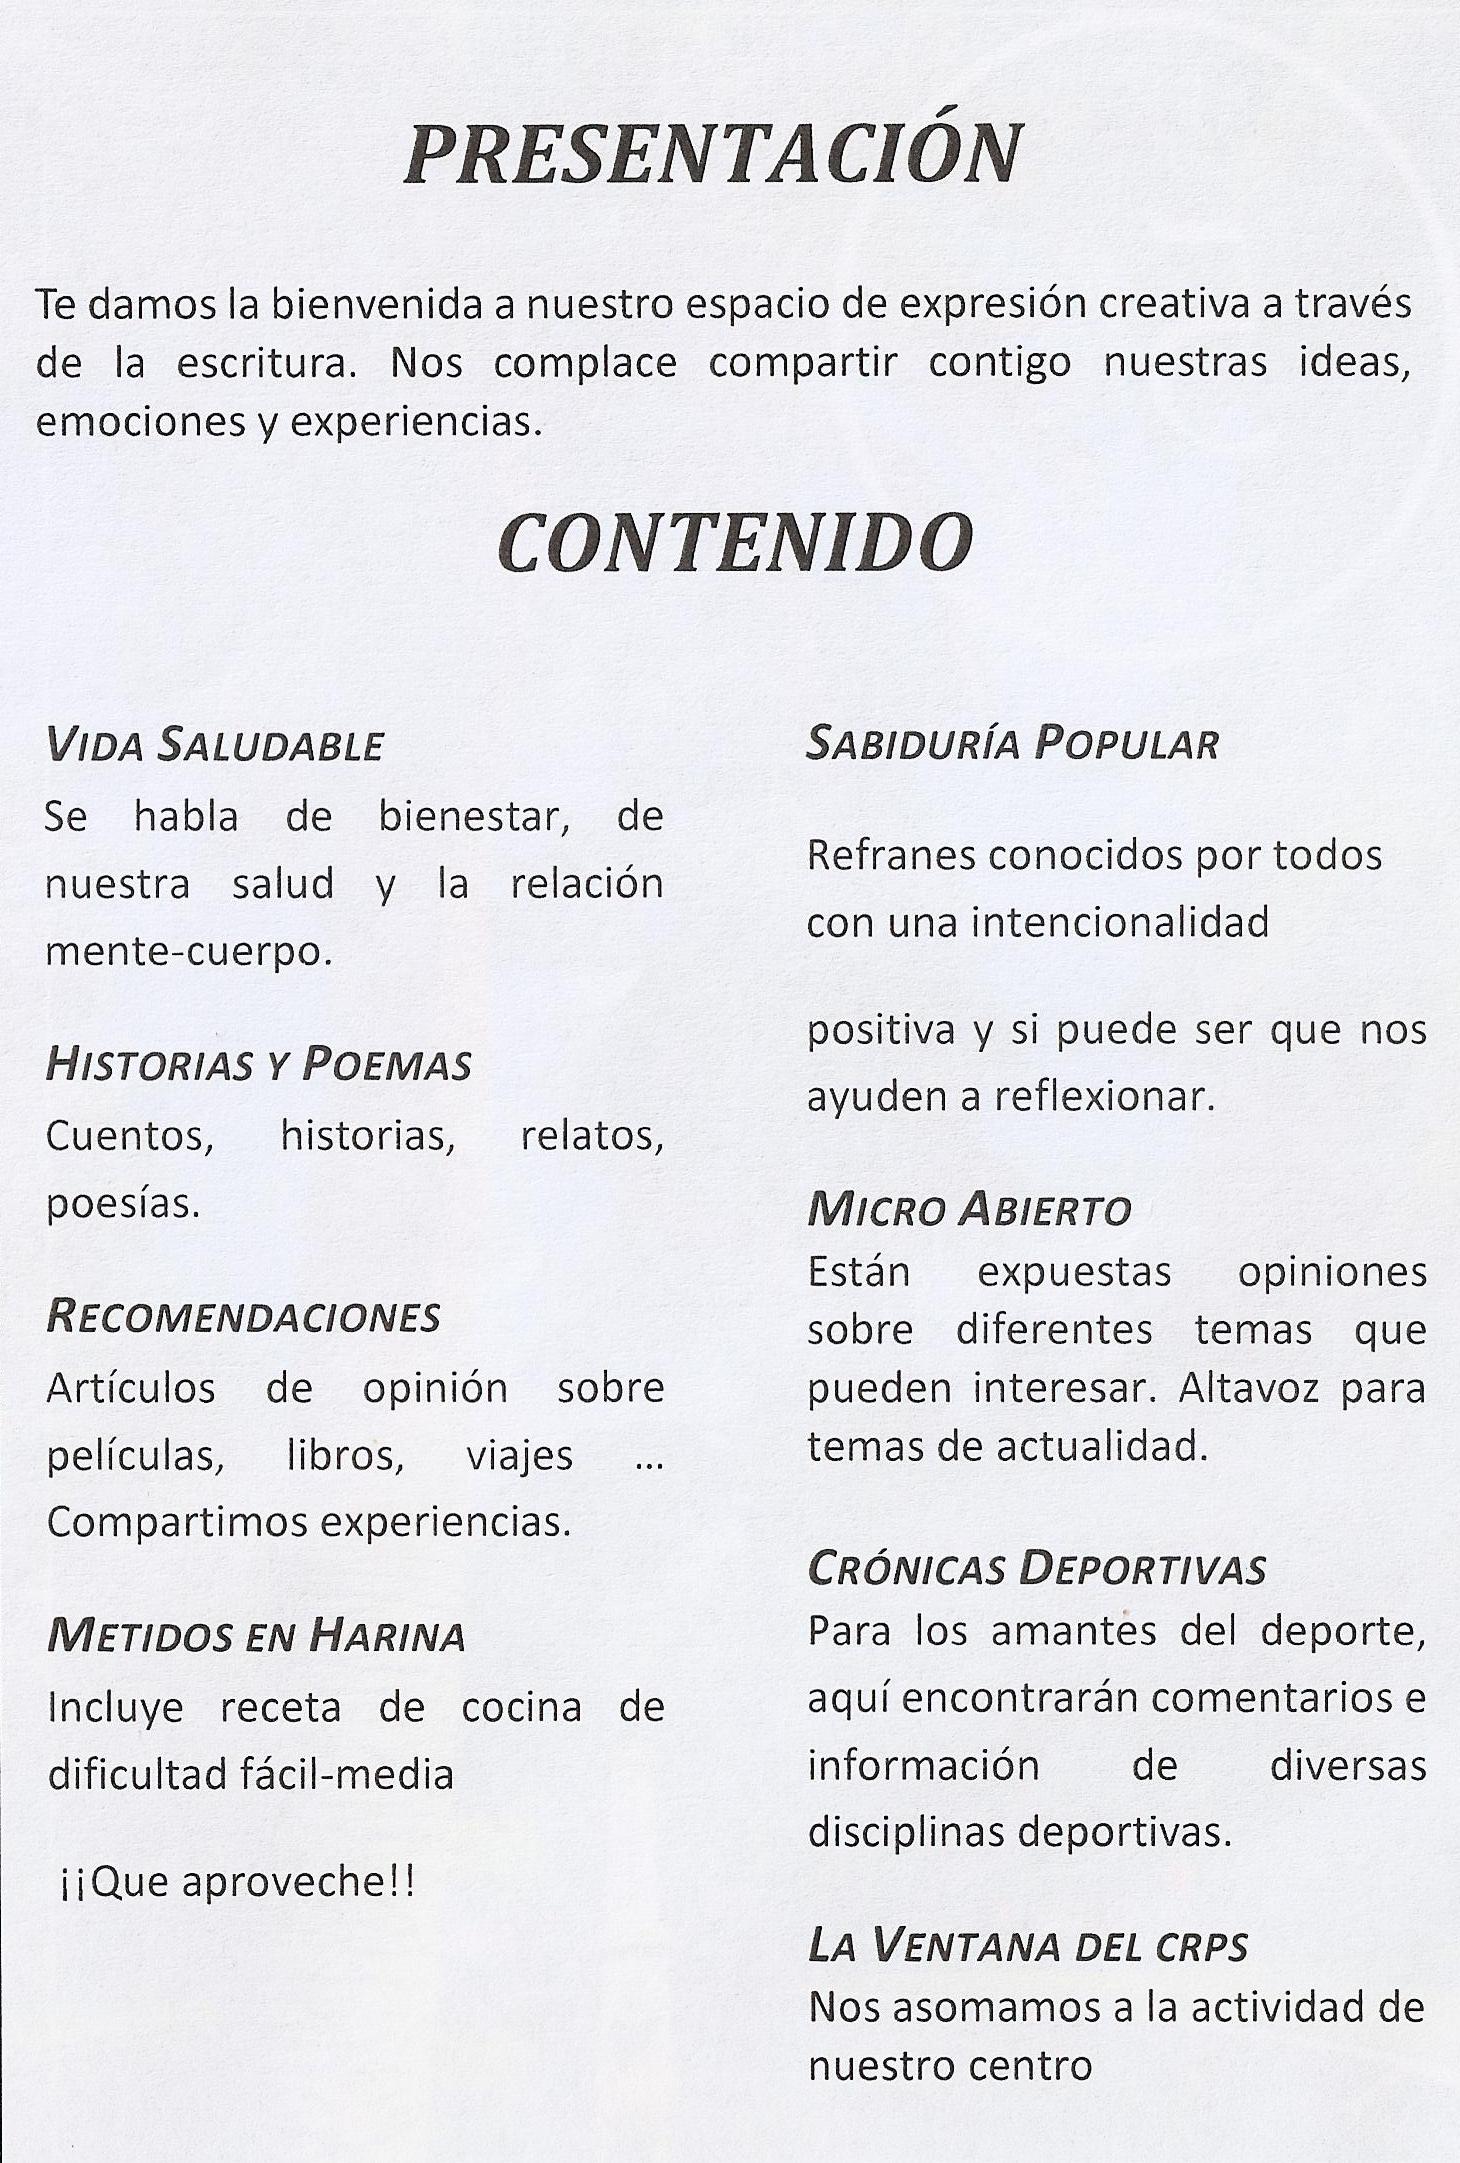 PRESENTACIÓN
Te damos la bienvenida a nuestro espacio de expresión creativa a través
de la escritura. Nos complace compartir contigo nuestras ideas,
emociones y experiencias.
CONTENIDO
VIDA SALUDABLE
Se habla de bienestar, de
nuestra salud y la relación
mente-cuerpo.
HISTORIAS Y POEMAS
Cuentos, historias, relatos,
poesías.
RECOMENDACIONES
Artículos de opinión sobre
películas, libros, viajes ...
Compartimos experiencias.
METIDOS EN HARINA
Incluye receta de cocina de
dificultad fácil-media
¡¡Que aproveche!!
SABIDURÍA POPULAR
Refranes conocidos por todos
con una intencionalidad
positiva y si puede ser que nos
ayuden a reflexionar.
MICRO ABIERTO
Están expuestas opiniones
sobre diferentes temas que
pueden interesar. Altavoz para
temas de actualidad.
CRÓNICAS DEPORTIVAS
Para los amantes del deporte,
aquí encontrarán comentarios e
información de diversas
disciplinas deportivas.
LA VENTANA DEL CRPS
Nos asomamos a la actividad de
nuestro centro